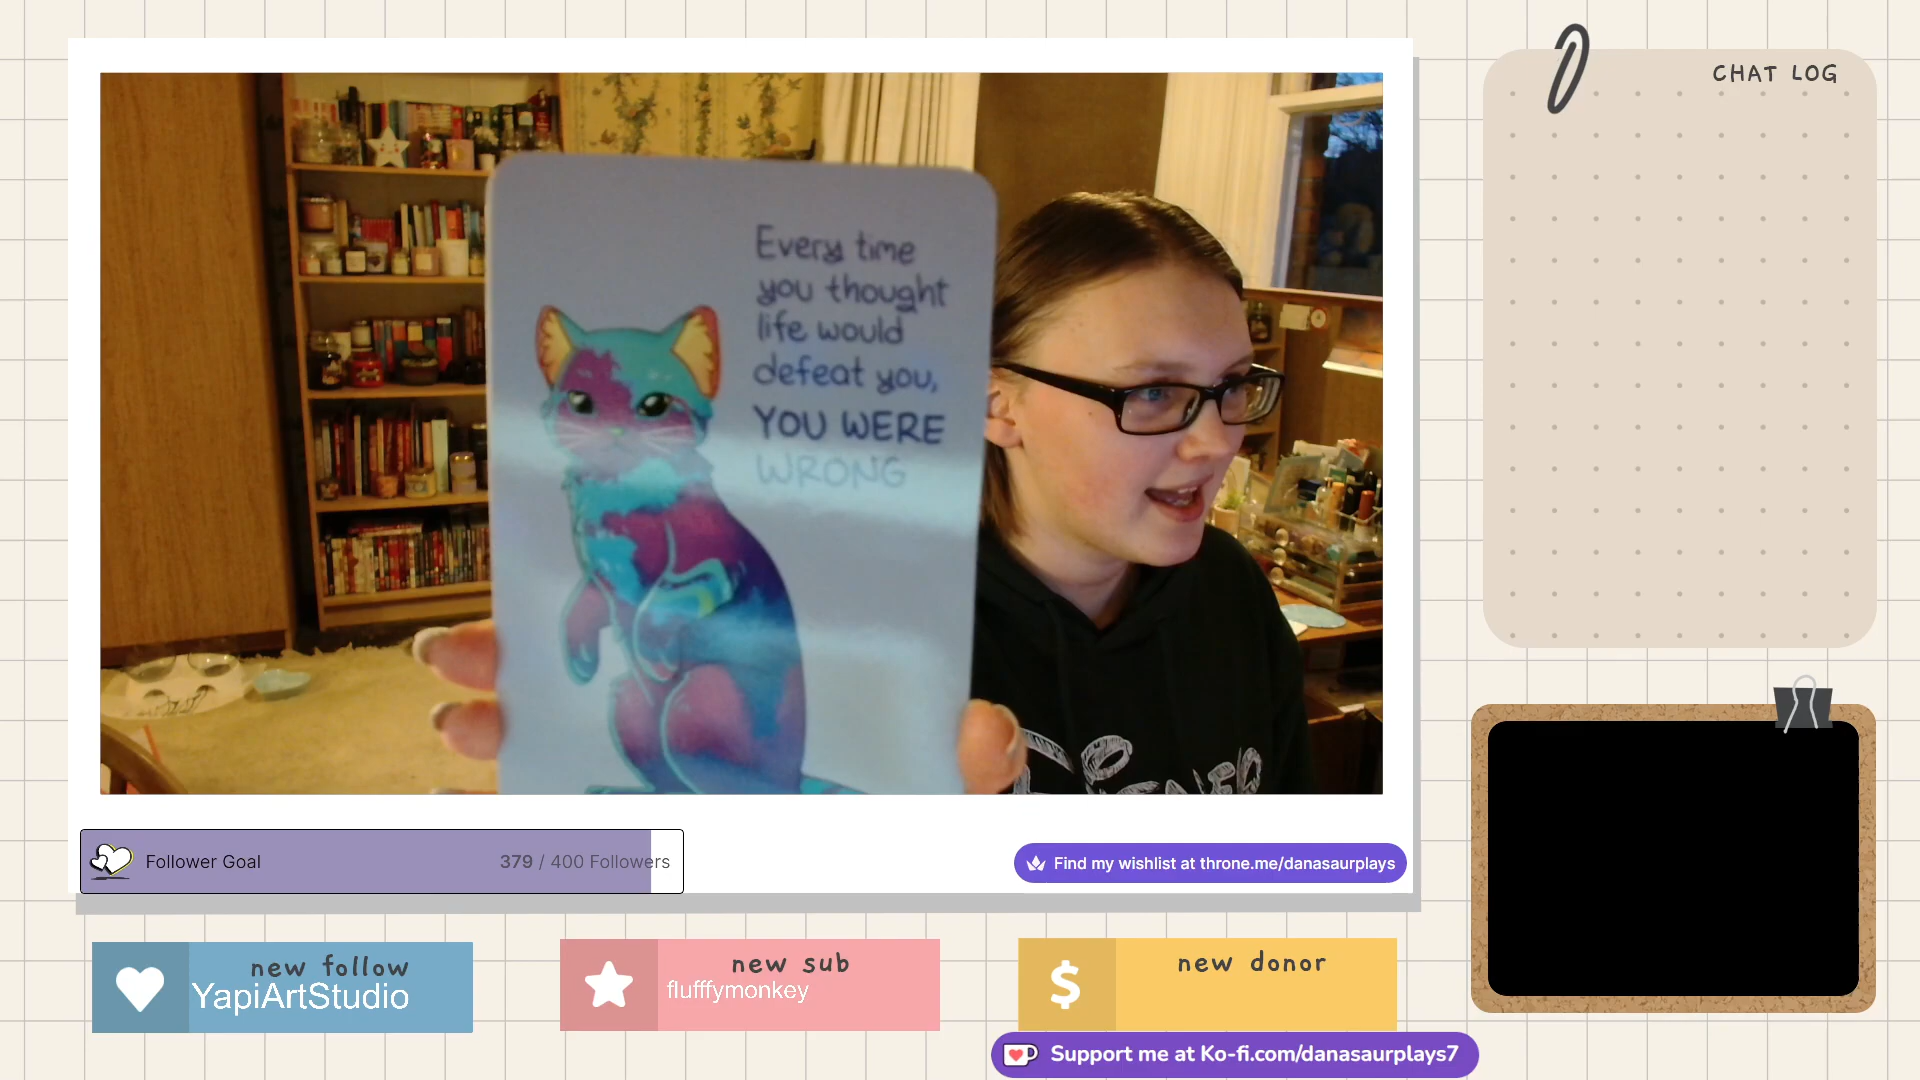 CHAT LOG
Every time
you thought
life would
defeat you,
YOU WERE
WRONG
Follower Goal
379 / 400 Followers
Find my wishlist at throne.me/danasaurplays
new follow
YapiArtStudio
new sub
flufffymonkey
new donor
Support me at Ko-fi.com/danasaurplays7